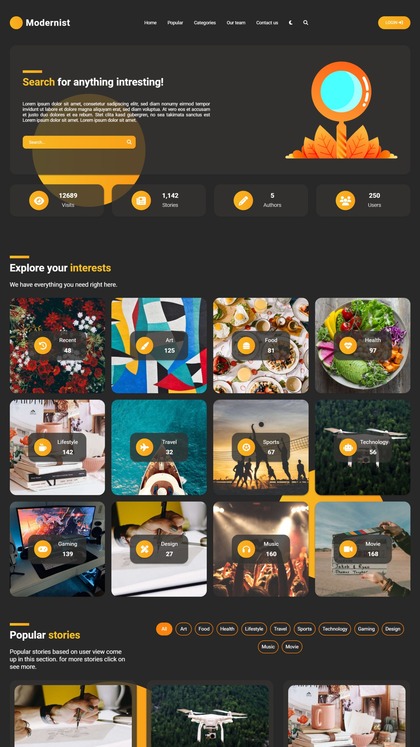 Modernist
Home Popular Categories Our team Contact us
LOGIN
Search for anything intresting!
Lorem ipsum dolor sit amet, consetetur sadipscing elitr, sed diam nonumy eirmod tempor
invidunt ut labore et dolore magna aliquyam erat, sed diam voluptua. At vero eos et accusam
et justo duo dolores et ea rebum. Stet clita kasd gubergren, no sea takimata sanctus est
Lorem ipsum dolor sit amet.
Search...
12689
Visits
1,142
Stories
5
Authors
250
Users
Explore your interests
We have everything you need right here.
Recent
48
Art
125
Food
81
Health
97
Lifestyle
142
Travel
32
Sports
67
Technology
56
Gaming
139
Design
27
Music
160
Movie
168
Popular stories
Popular stories based on user view come
up in this section. for more stories click on
see more.
All Art Food Health Lifestyle Travel Sports Technology Gaming Design
Music Movie